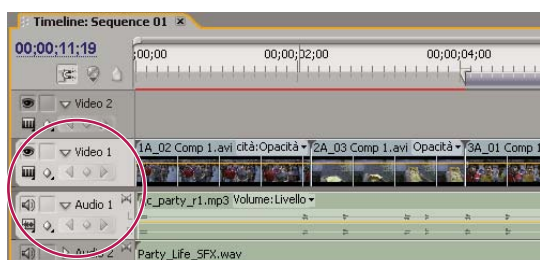 Timeline: Sequence 01
00;00;11;19
;00;00 00;00;02;00 00;00;04;00
Video 2
Video 1
1A_02 Comp 1.avi cità:Opacità 2A_03 Comp 1.avi Opacità 3A_01 Comp 1
Audio 1
c_party_r1.mp3 Volume:Livello
Audio 2
Party_Life_SFX.wav